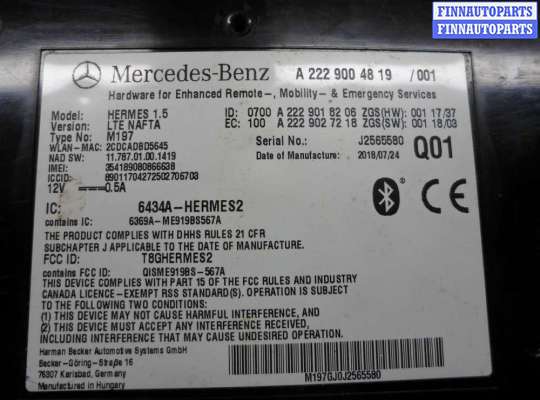 FINNAUTOPARTS
FINNAUTOPARTS
Mercedes-Benz A 222 900 48 19 /001
Hardware for Enhanced Remote-, Mobility- & Emergency Services
Model: HERMES 1.5 ID: 0700 A 222 901 82 06 ZGS(HW): 001 17/37
Version: LTE NAFTA EC: 100 A 222 902 72 18 ZGS(SW): 001 18/03
Type No: M197
WLAN-MAC: 2CDCADBD5645 Serial No.: J2565580
NAD SW: 11.787.01.00.1419 Date of Manufacture: 2018/07/24 Q01
IMEI: 354189080866638
ICCID: 89011704272502706703
12V 0.5A
IC: 6434A-HERMES2
contains IC: 6369A-ME919BS567A
THE PRODUCT COMPLIES WITH DHHS RULES 21 CFR
SUBCHAPTER J APPLICABLE TO THE DATE OF MANUFACTURE.
FCC ID: T8GHERMES2
contains FCC ID: QISME919BS-567A
THIS DEVICE COMPLIES WITH PART 15 OF THE FCC RULES AND INDUSTRY
CANADA LICENCE-EXEMPT RSS STANDARD(S). OPERATION IS SUBJECT
TO THE FOLLOWING TWO CONDITIONS:
(1) THIS DEVICE MAY NOT CAUSE HARMFUL INTERFERENCE, AND
(2) THIS DEVICE MUST ACCEPT ANY INTERFERENCE RECEIVED,
INCLUDING INTERFERENCE THAT MAY CAUSE UNDESIRED OPERATION.
Harman Becker Automotive Systems GmbH
Becker-Göring-Straße 16
76307 Karlsbad, Germany
Manufactured in Hungary
M197GJ0J2565580